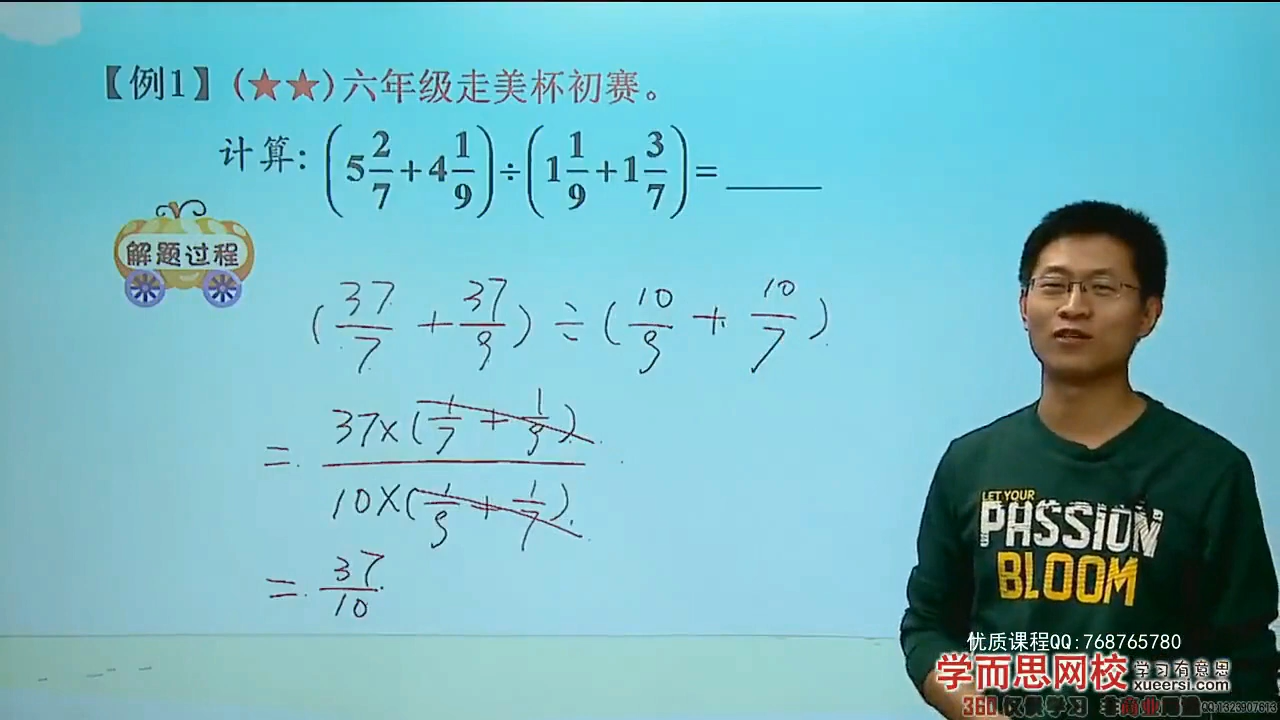 【例1】(★★)六年级走美杯初赛。
计算: (5 2/7 + 4 1/9) ÷ (1 1/9 + 1 3/7) = ____
解题过程
(37/7 + 37/9) ÷ (10/9 + 10/7)
= 37×(1/7 + 1/9) / 10×(1/9 + 1/7)
= 37/10
LET YOUR
PASSION
BLOOM
优质课程QQ:768765780
学而思网校 学习有意思
xueersi.com
QQ:1323907613